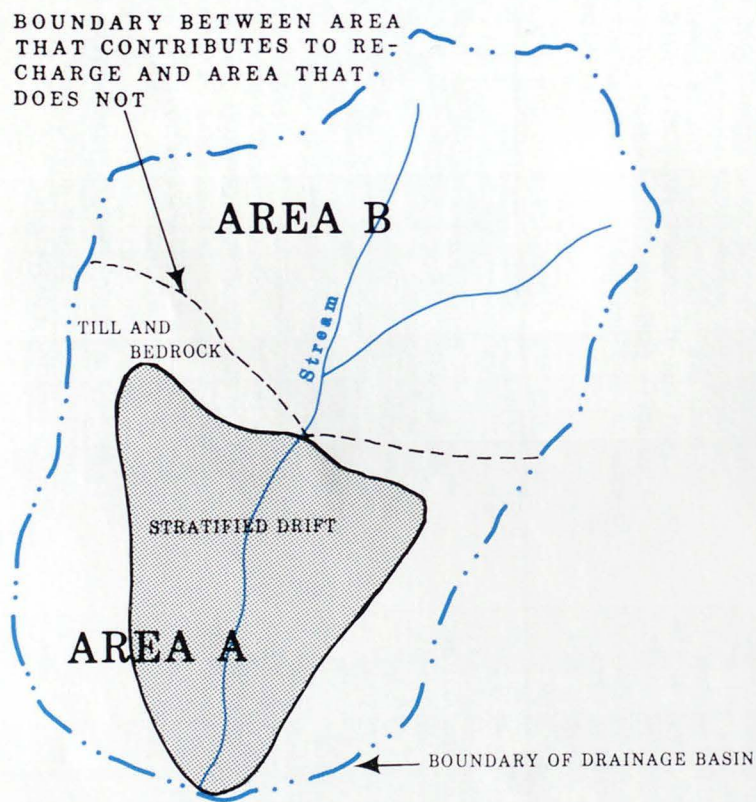 BOUNDARY BETWEEN AREA
THAT CONTRIBUTES TO RE-
CHARGE AND AREA THAT
DOES NOT
AREA B
Stream
TILL AND
BEDROCK
STRATIFIED DRIFT
AREA A
BOUNDARY OF DRAINAGE BASIN